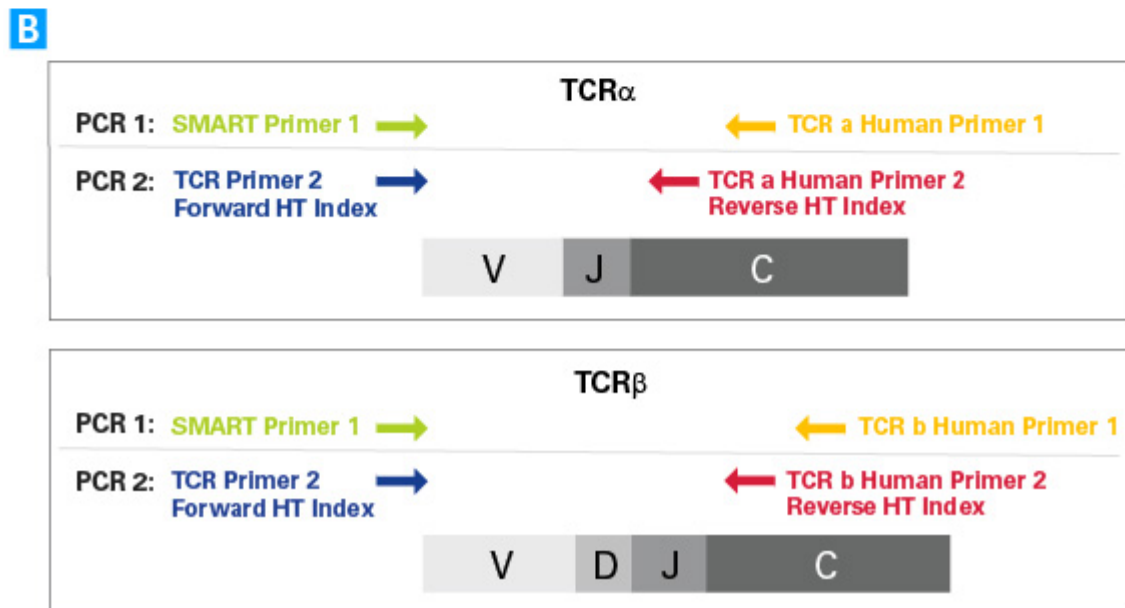 B
TCRα
PCR 1: SMART Primer 1 TCR a Human Primer 1
PCR 2: TCR Primer 2 TCR a Human Primer 2
Forward HT Index Reverse HT Index
V J C
TCRβ
PCR 1: SMART Primer 1 TCR b Human Primer 1
PCR 2: TCR Primer 2 TCR b Human Primer 2
Forward HT Index Reverse HT Index
V D J C